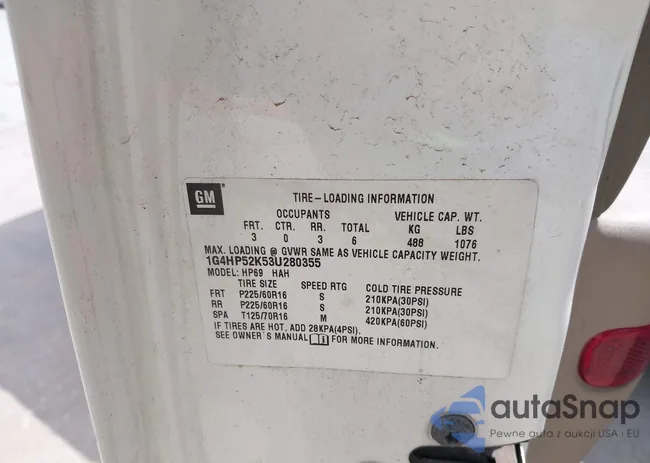 GM
TIRE-LOADING INFORMATION
OCCUPANTS VEHICLE CAP. WT.
FRT. CTR. RR. TOTAL KG LBS
3 0 3 6 488 1076
MAX. LOADING @ GVWR SAME AS VEHICLE CAPACITY WEIGHT.
1G4HP52K53U280355
MODEL: HP69 HAH
TIRE SIZE SPEED RTG COLD TIRE PRESSURE
FRT P225/60R16 S 210KPA(30PSI)
RR P225/60R16 S 210KPA(30PSI)
SPA T125/70R16 M 420KPA(60PSI)
IF TIRES ARE HOT, ADD 28KPA(4PSI).
SEE OWNER'S MANUAL FOR MORE INFORMATION.
autaSnap
Pewne auta z aukcji USA · EU